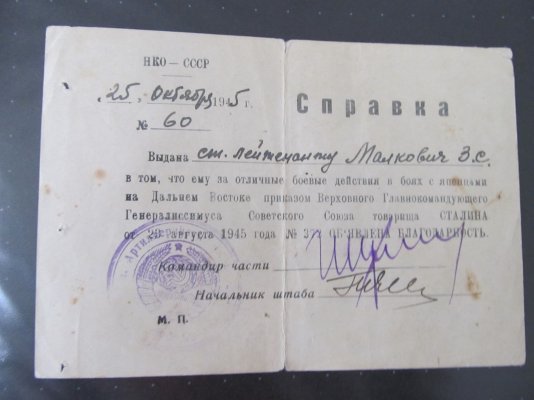 НКО — СССР
„25„ Октября 1945 г.
№ 60
Справка
Выдана ст. лейтенанту Малкович З.С.
в том, что ему за отличные боевые действия в боях с японцами
на Дальнем Востоке приказом Верховного Главнокомандующего
Генералиссимуса Советского Союза товарища СТАЛИНА
от августа 1945 года № ОБ'ЯВЛЕНА БЛАГОДАРНОСТЬ.
Командир части
Начальник штаба
М. П.